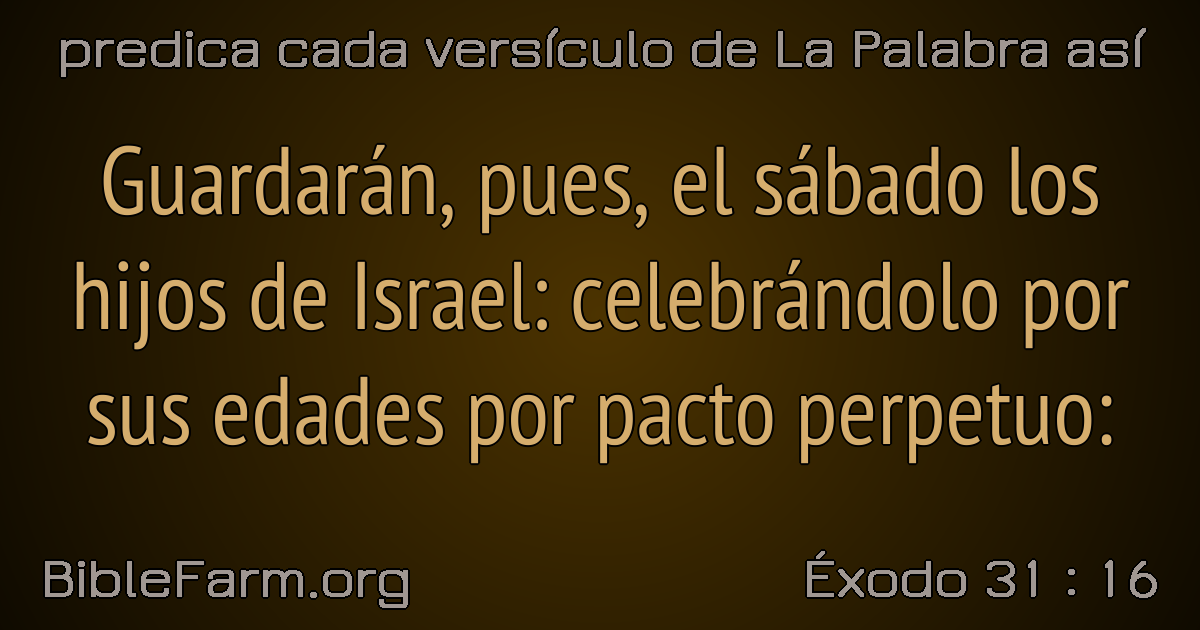 predica cada versículo de La Palabra así
Guardarán, pues, el sábado los
hijos de Israel: celebrándolo por
sus edades por pacto perpetuo:
BibleFarm.org
Éxodo 31 : 16